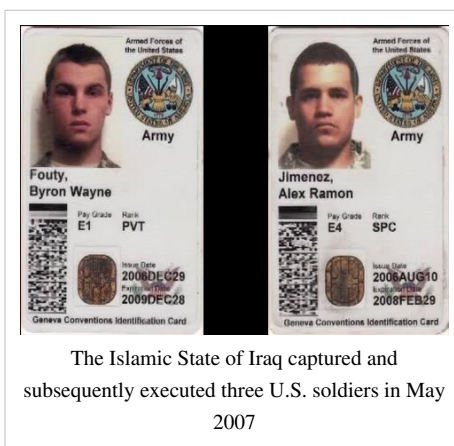 Armed Forces of
the United States
Army
Fouty,
Byron Wayne
Pay Grade Rank
E1 PVT
Issue Date
2006DEC29
Expiration Date
2009DEC28
Geneva Conventions Identification Card
Armed Forces of
the United States
Army
Jimenez,
Alex Ramon
Pay Grade Rank
E4 SPC
Issue Date
2006AUG10
Expiration Date
2008FEB29
Geneva Conventions Identification Card
The Islamic State of Iraq captured and
subsequently executed three U.S. soldiers in May
2007